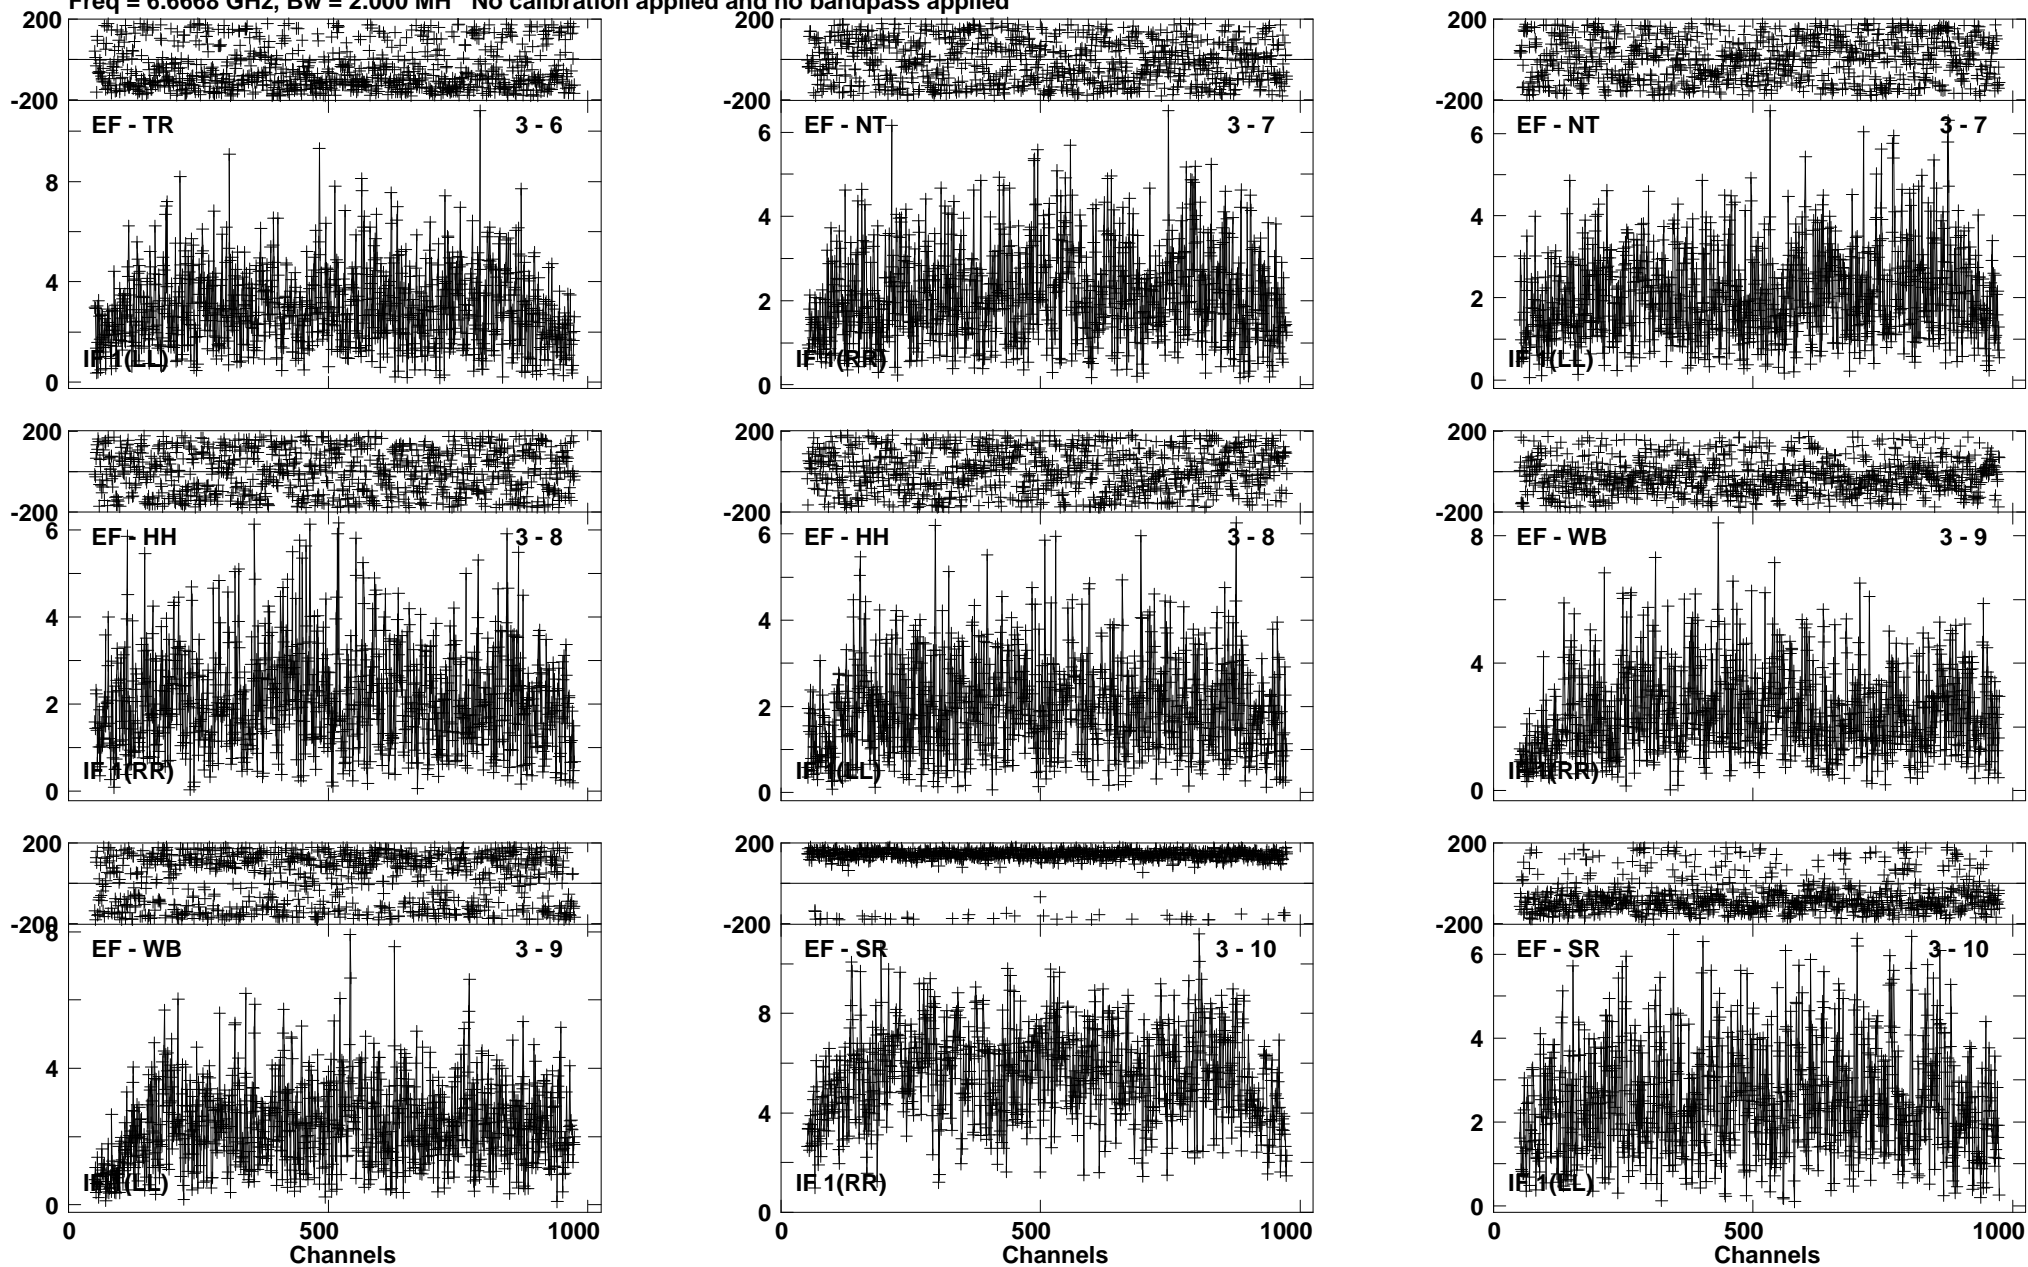 Freq = 6.6668 GHz, Bw = 2.000 MH No calibration applied and no bandpass applied
200 200 200
-200 -200 -200
EF - TR 3 - 6 EF - NT 3 - 7 EF - NT 3 - 7
6 6
8
4 4
4
2 2
IF 1(LL) IF 1(RR) IF 1(LL)
0 0 0
200 200 200
-200 -200 -200
6 EF - HH 3 - 8 6 EF - HH 3 - 8 8 EF - WB 3 - 9
4 4
4
2 2
IF 1(RR) IF 1(LL) IF 1(RR)
0 0 0
200 200 200
-200 -200 -200
8
EF - WB 3 - 9 EF - SR 3 - 10 6 EF - SR 3 - 10
8
4 4
4
2
IF 1(LL) IF 1(RR) IF 1(LL)
0 0 0
0 500 1000 0 500 1000 0 500 1000
Channels Channels Channels